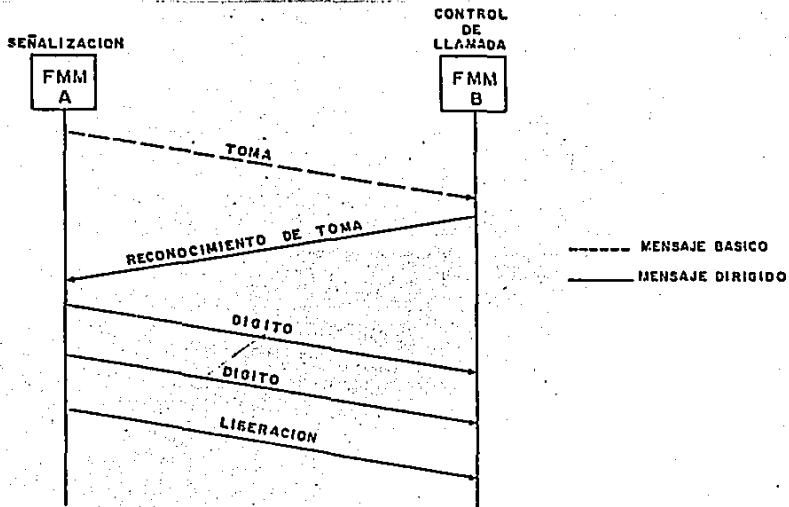 SEÑALIZACION
FMM
A
CONTROL
DE
LLAMADA
FMM
B
TOMA
RECONOCIMIENTO DE TOMA
DIGITO
DIGITO
LIBERACION
MENSAJE BASICO
MENSAJE DIRIGIDO